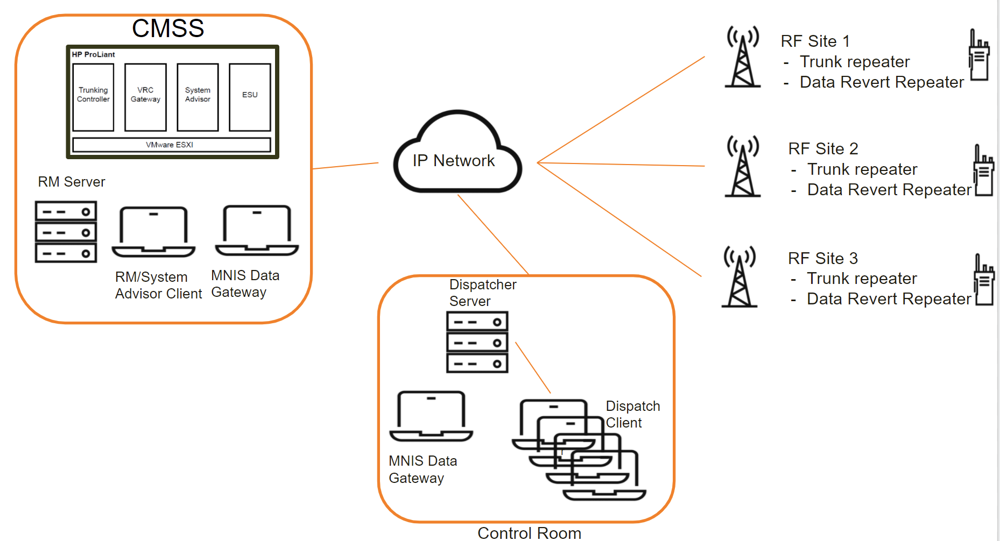 CMSS
HP ProLiant
Trunking
Controller
VRC
Gateway
System
Advisor
ESU
VMware ESXI
RM Server
RM/System
Advisor Client
MNIS Data
Gateway
IP Network
RF Site 1
- Trunk repeater
- Data Revert Repeater
RF Site 2
- Trunk repeater
- Data Revert Repeater
RF Site 3
- Trunk repeater
- Data Revert Repeater
Dispatcher
Server
Dispatch
Client
r
MNIS Data
Gateway
Control Room